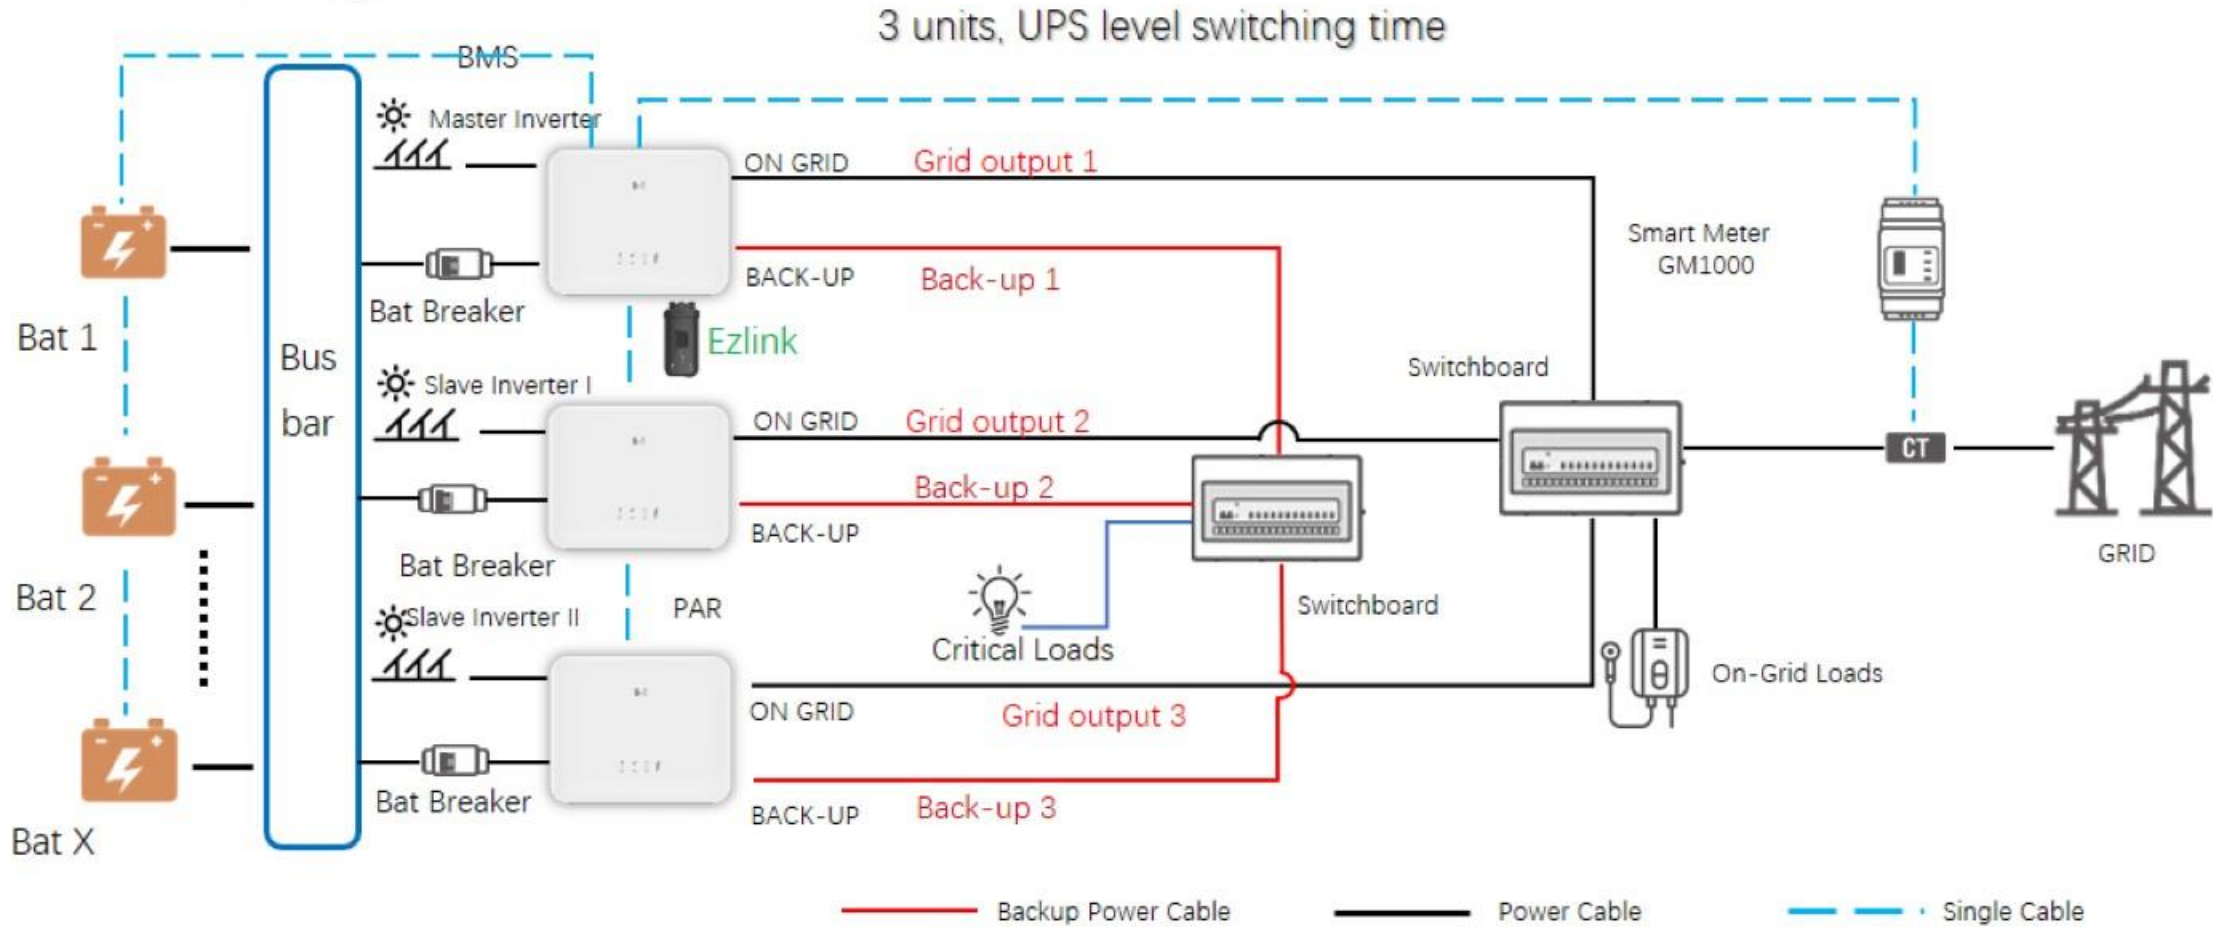 3 units, UPS level switching time
BMS
Master Inverter
ON GRID
Grid output 1
Smart Meter
GM1000
BACK-UP
Back-up 1
Bat Breaker
Bat 1
Ezlink
Bus
bar
Switchboard
Slave Inverter I
ON GRID
Grid output 2
CT
Back-up 2
BACK-UP
GRID
Bat Breaker
Bat 2
PAR
Slave Inverter II
Switchboard
Critical Loads
On-Grid Loads
ON GRID
Grid output 3
Bat Breaker
BACK-UP
Back-up 3
Bat X
Backup Power Cable
Power Cable
Single Cable